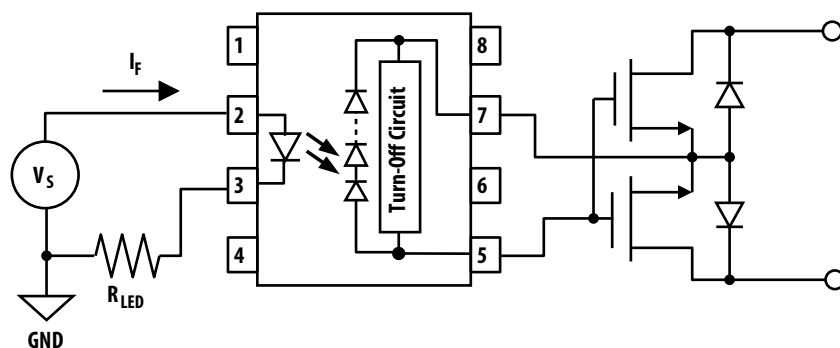 1
8
I_F
2
7
V_S
3
6
Turn-Off Circuit
4
5
R_LED
GND